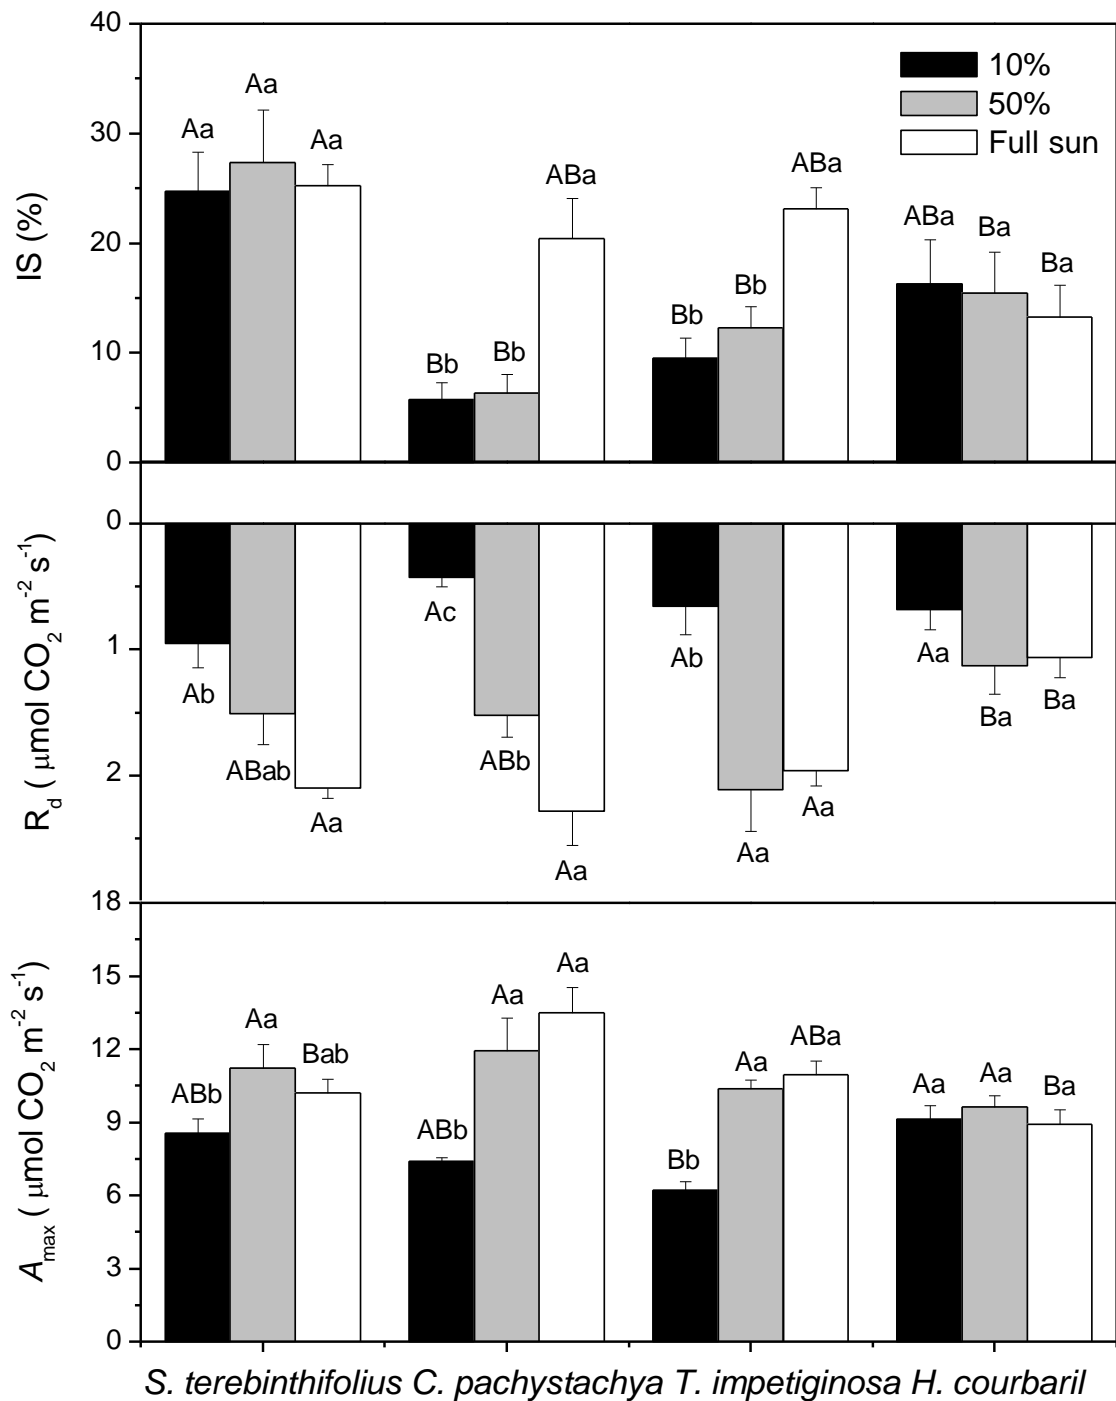 40
30
20
10
0
IS (%)
10%
50%
Full sun
Aa
Aa
Aa
Bb
Bb
ABa
Bb
Bb
ABa
ABa
Ba
Ba
0
1
2
R_d ( μmol CO_2 m^-2 s^-1)
Ab
ABab
Aa
Ac
ABb
Aa
Ab
Aa
Aa
Aa
Ba
Ba
18
15
12
9
6
3
0
A_max ( μmol CO_2 m^-2 s^-1)
ABb
Aa
Bab
ABb
Aa
Aa
Bb
Aa
ABa
Aa
Aa
Ba
S. terebinthifolius C. pachystachya T. impetiginosa H. courbaril